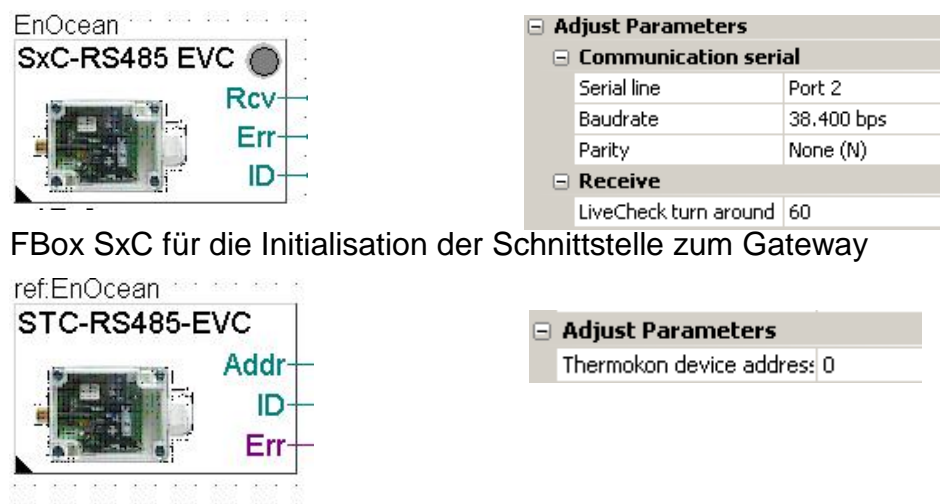 EnOcean
SxC-RS485 EVC
Rcv
Err
ID
Adjust Parameters
Communication serial
Serial line Port 2
Baudrate 38.400 bps
Parity None (N)
Receive
LiveCheck turn around 60
FBox SxC für die Initialisation der Schnittstelle zum Gateway
ref:EnOcean
STC-RS485-EVC
Addr
ID
Err
Adjust Parameters
Thermokon device address 0